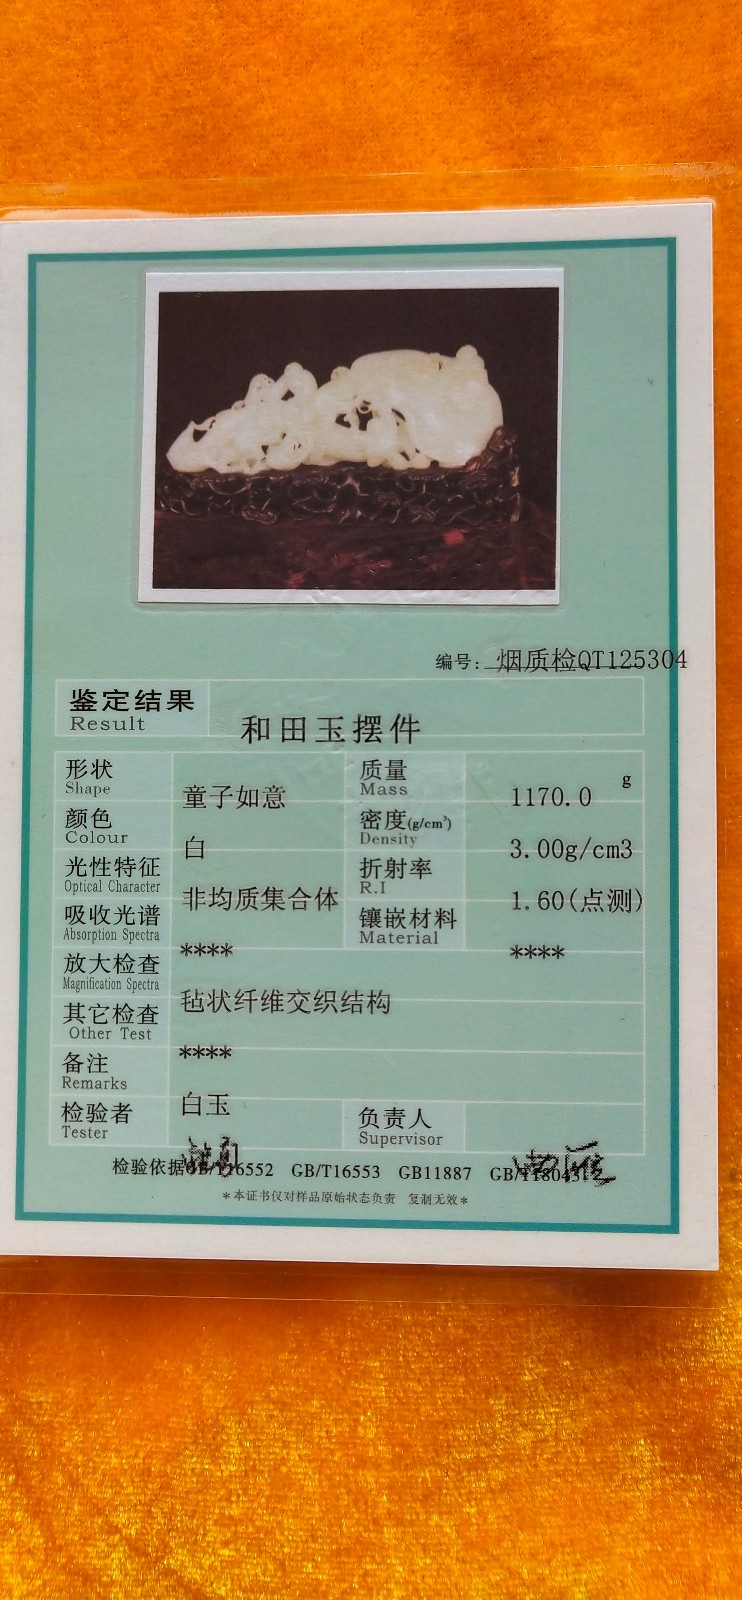 编号: 烟质检QT125304
鉴定结果
Result
和田玉摆件
形状
Shape
童子如意
质量
Mass
1170.0 g
颜色
Colour
白
密度(g/cm³)
Density
3.00g/cm3
光性特征
Optical Character
非均质集合体
折射率
R.I
1.60(点测)
吸收光谱
Absorption Spectra
****
镶嵌材料
Material
****
放大检查
Magnification Spectra
毡状纤维交织结构
其它检查
Other Test
****
备注
Remarks
白玉
检验者
Tester
负责人
Supervisor
检验依据GB/T16552 GB/T16553 GB11887
*本证书仅对样品原始状态负责 复制无效*